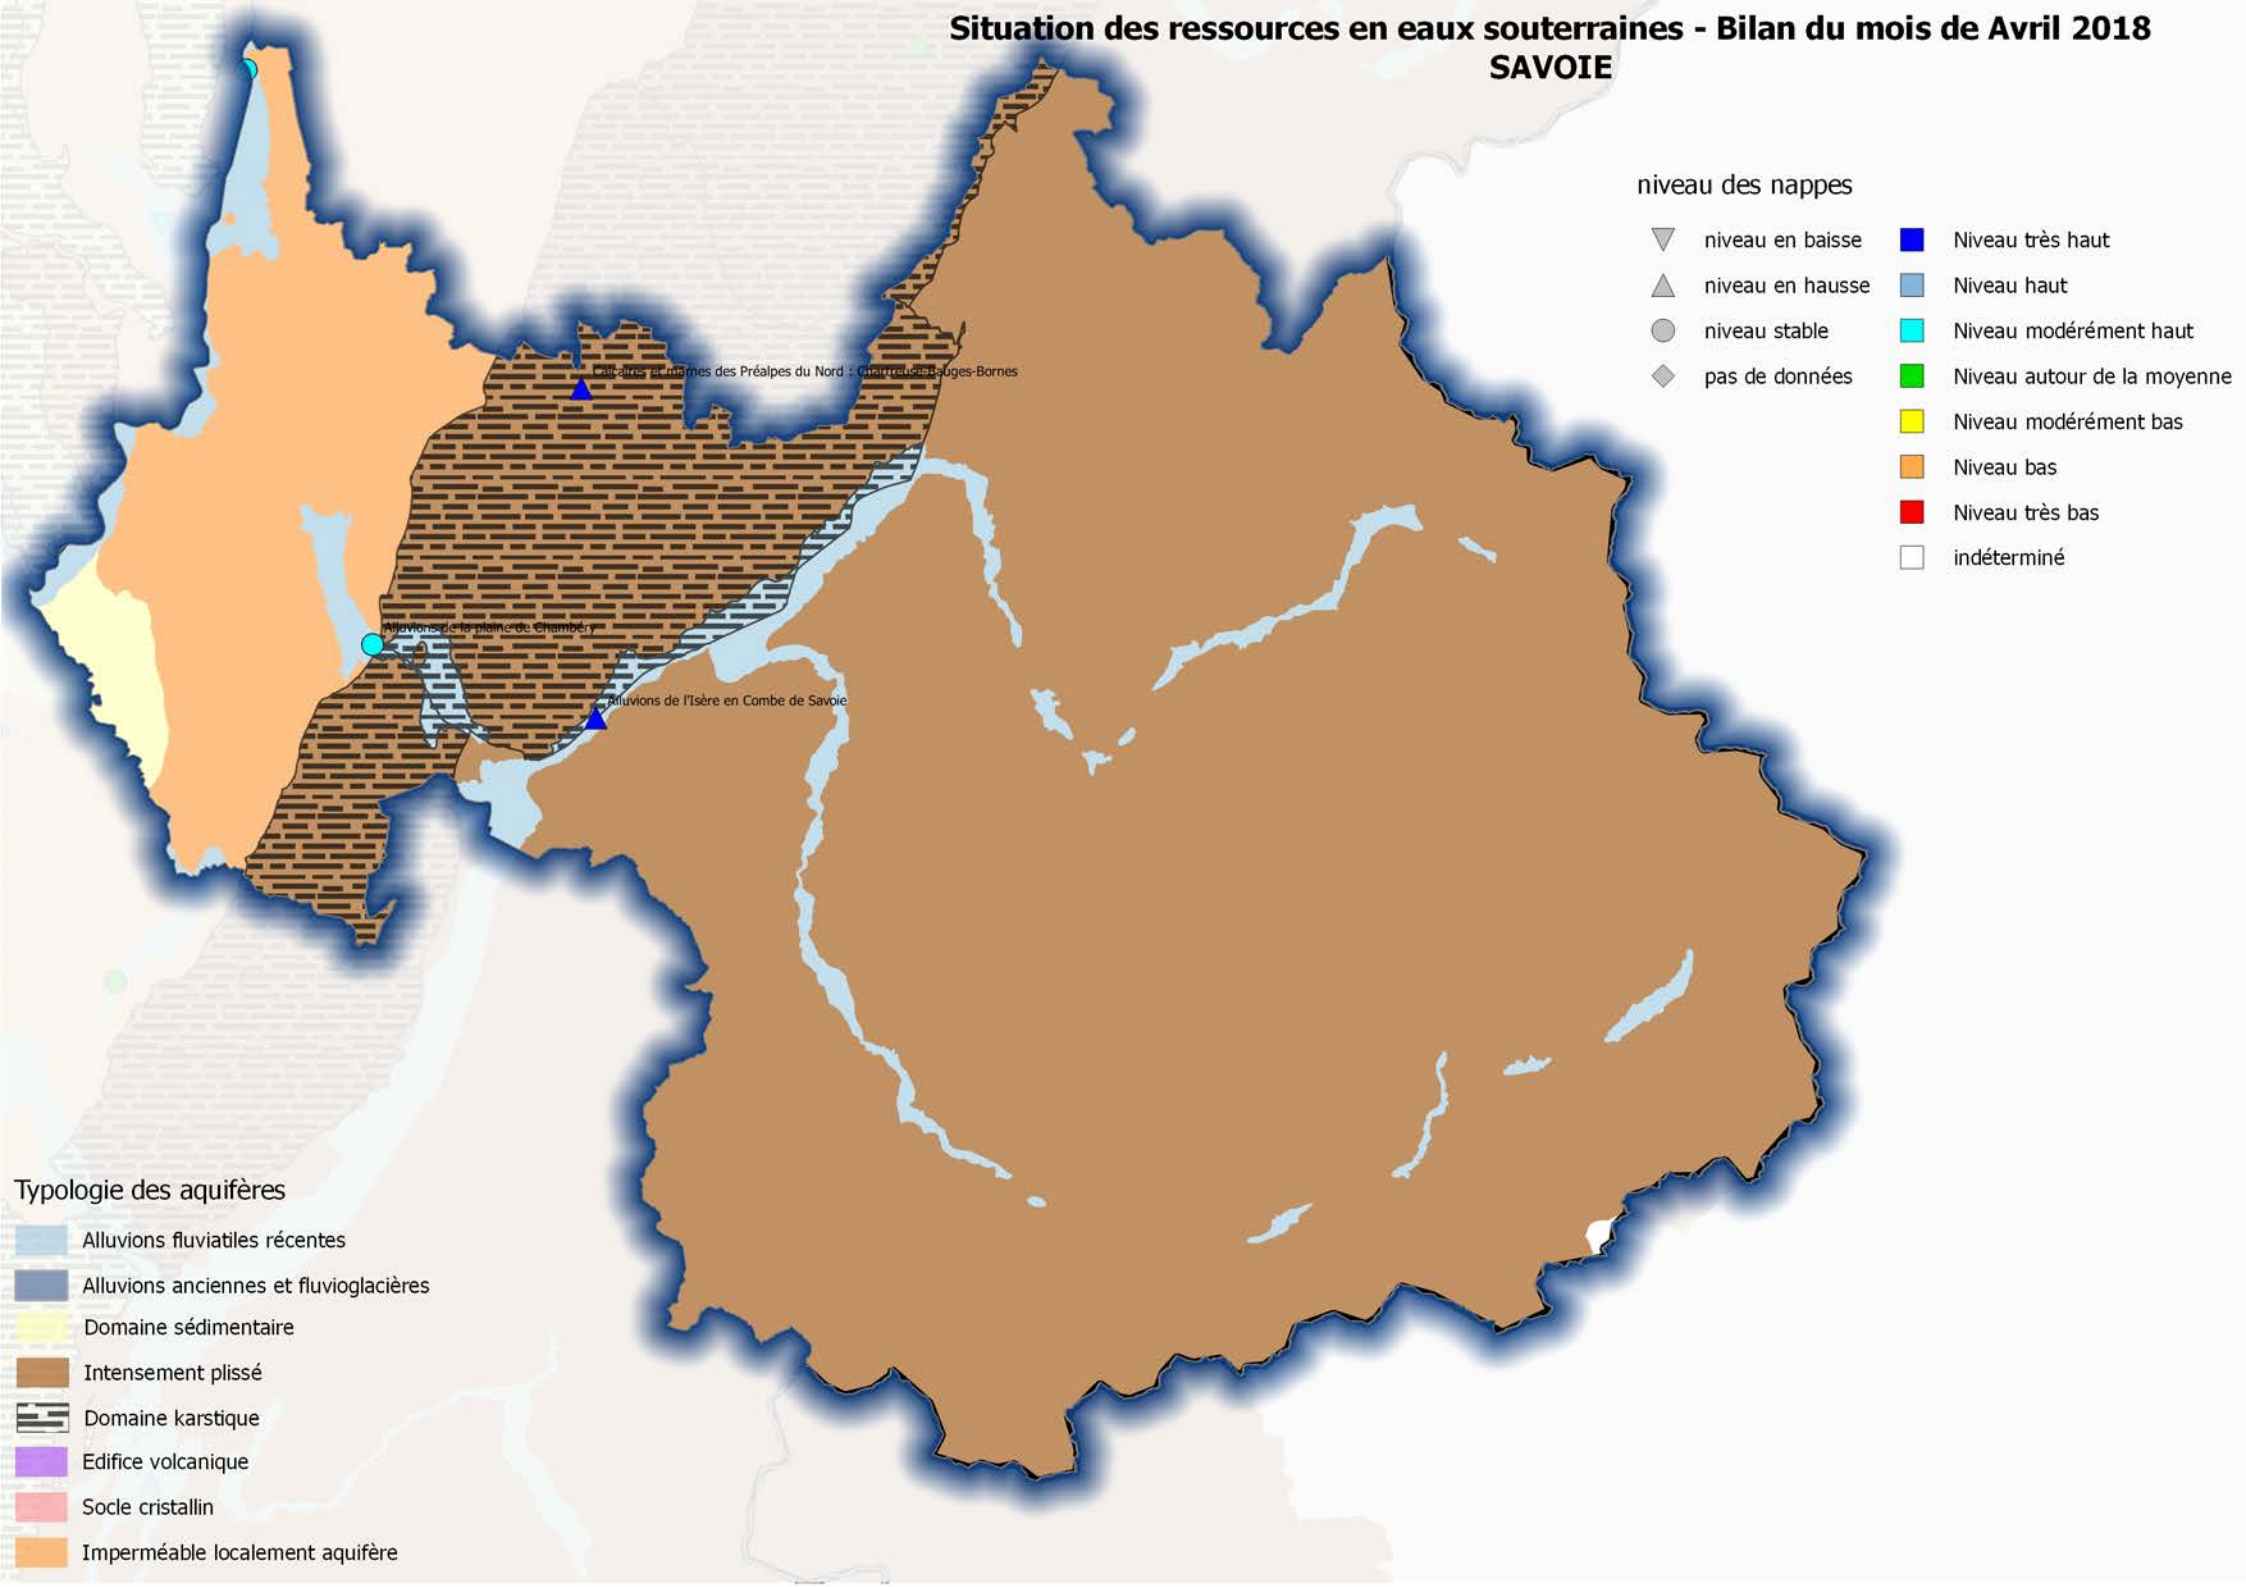 Situation des ressources en eaux souterraines - Bilan du mois de Avril 2018
SAVOIE
niveau des nappes
niveau en baisse
Niveau très haut
niveau en hausse
Niveau haut
niveau stable
Niveau modérément haut
pas de données
Niveau autour de la moyenne
Niveau modérément bas
Niveau bas
Niveau très bas
indéterminé
Calcaires et marnes des Préalpes du Nord : Chartreuse-Bauges-Bornes
Alluvions de la plaine de Chambéry
Alluvions de l'Isère en Combe de Savoie
Typologie des aquifères
Alluvions fluviatiles récentes
Alluvions anciennes et fluvioglacières
Domaine sédimentaire
Intensement plissé
Domaine karstique
Edifice volcanique
Socle cristallin
Imperméable localement aquifère